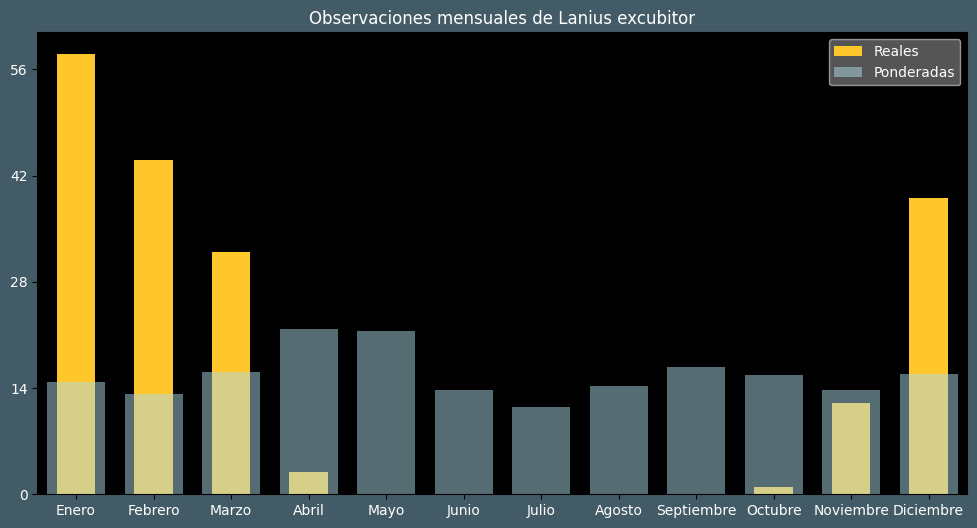 Observaciones mensuales de Lanius excubitor
Reales
Ponderadas
56
42
28
14
0
Enero
Febrero
Marzo
Abril
Mayo
Junio
Julio
Agosto
Septiembre
Octubre
Noviembre
Diciembre